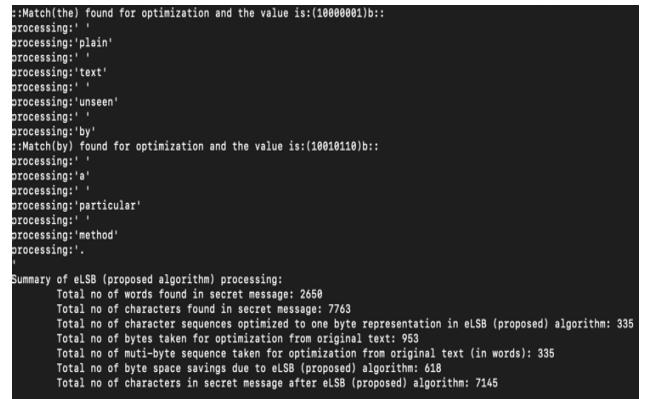 ::Match(the) found for optimization and the value is:(10000001)b::
processing:' '
processing:'plain'
processing:' '
processing:'text'
processing:' '
processing:'unseen'
processing:' '
processing:'by'
::Match(by) found for optimization and the value is:(10010110)b::
processing:' '
processing:'a'
processing:' '
processing:'particular'
processing:' '
processing:'method'
processing:'.
'
Summary of eLSB (proposed algorithm) processing:
Total no of words found in secret message: 2650
Total no of characters found in secret message: 7763
Total no of character sequences optimized to one byte representation in eLSB (proposed) algorithm: 335
Total no of bytes taken for optimization from original text: 953
Total no of muti-byte sequence taken for optimization from original text (in words): 335
Total no of byte space savings due to eLSB (proposed) algorithm: 618
Total no of characters in secret message after eLSB (proposed) algorithm: 7145